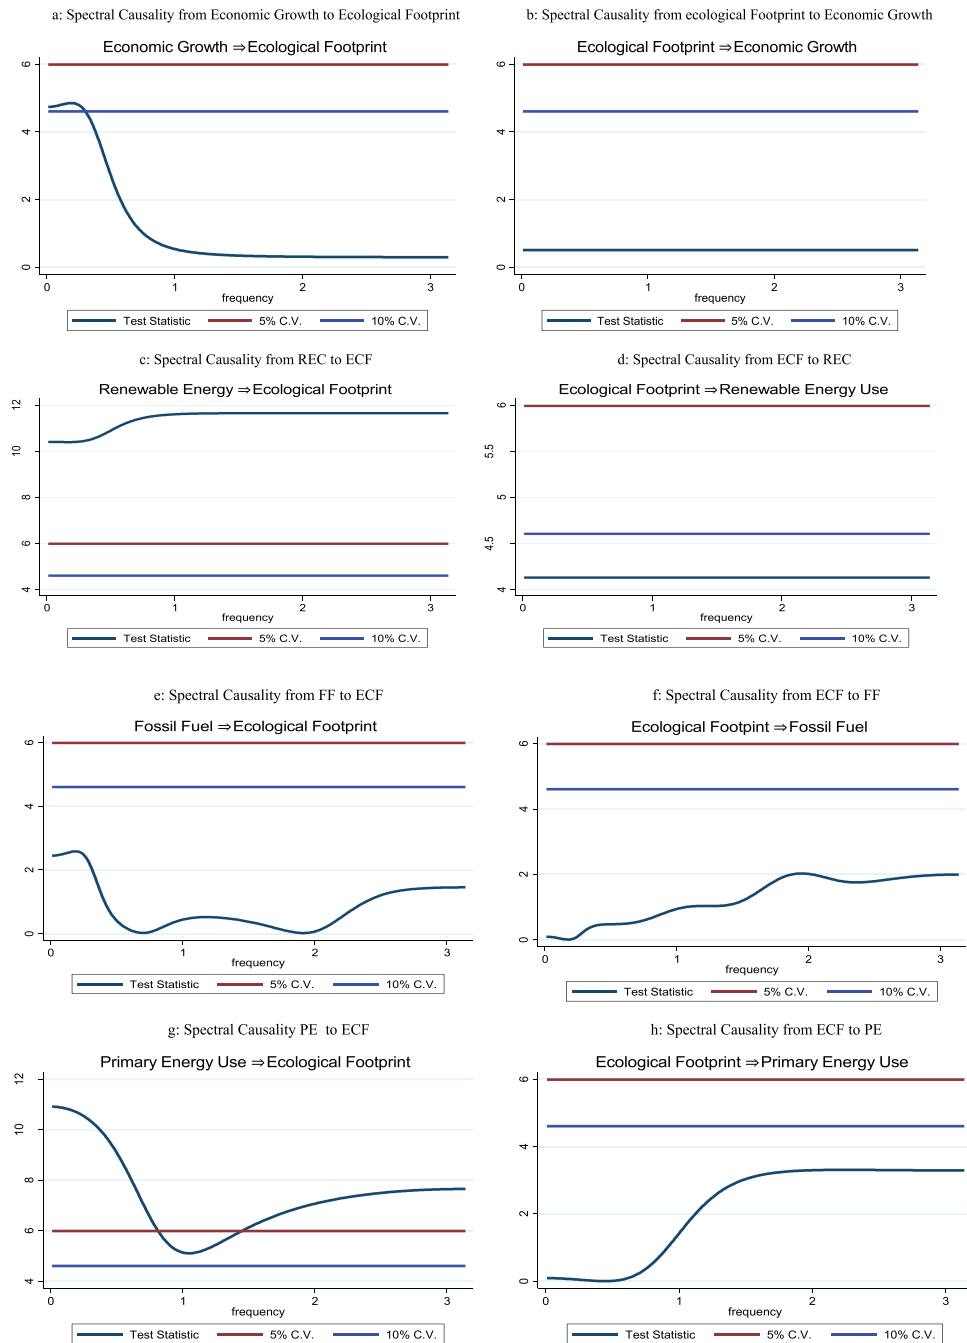 a: Spectral Causality from Economic Growth to Ecological Footprint
Economic Growth ⇒Ecological Footprint
6
4
2
0
0 1 2 3
frequency
Test Statistic 5% C.V. 10% C.V.
b: Spectral Causality from ecological Footprint to Economic Growth
Ecological Footprint ⇒Economic Growth
6
4
2
0
0 1 2 3
frequency
Test Statistic 5% C.V. 10% C.V.
c: Spectral Causality from REC to ECF
Renewable Energy ⇒Ecological Footprint
12
10
8
6
4
0 1 2 3
frequency
Test Statistic 5% C.V. 10% C.V.
d: Spectral Causality from ECF to REC
Ecological Footprint ⇒Renewable Energy Use
6
5.5
5
4.5
4
0 1 2 3
frequency
Test Statistic 5% C.V. 10% C.V.
e: Spectral Causality from FF to ECF
Fossil Fuel ⇒Ecological Footprint
6
4
2
0
0 1 2 3
frequency
Test Statistic 5% C.V. 10% C.V.
f: Spectral Causality from ECF to FF
Ecological Footpint ⇒Fossil Fuel
6
4
2
0
0 1 2 3
frequency
Test Statistic 5% C.V. 10% C.V.
g: Spectral Causality PE to ECF
Primary Energy Use ⇒Ecological Footprint
12
10
8
6
4
0 1 2 3
frequency
Test Statistic 5% C.V. 10% C.V.
h: Spectral Causality from ECF to PE
Ecological Footprint ⇒Primary Energy Use
6
4
2
0
0 1 2 3
frequency
Test Statistic 5% C.V. 10% C.V.